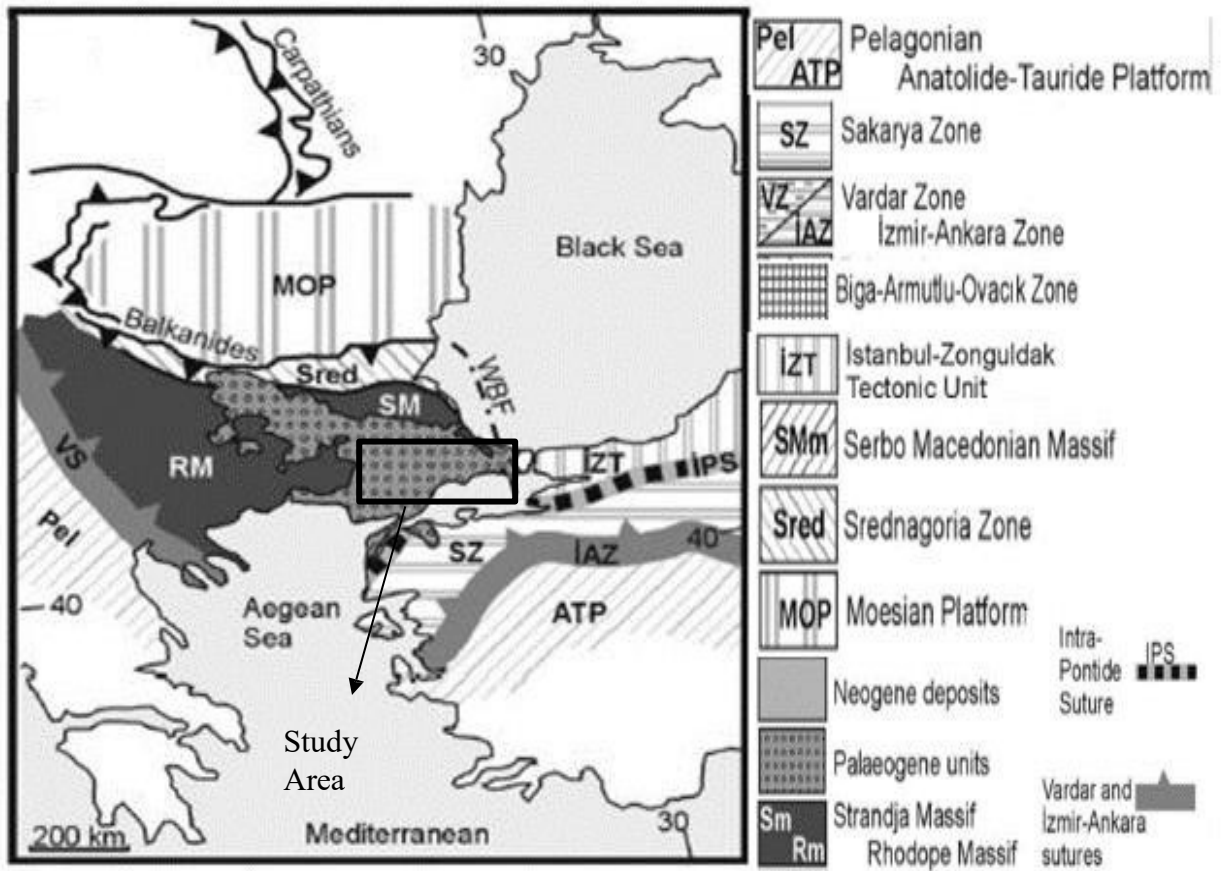 30
Carpathians
Black Sea
MOP
Balkanides
Sred
WBF
SM
RM
VS
İZT
IPS
Pel
SZ
İAZ
40
40
Aegean
Sea
ATP
Study
Area
200 km
Mediterranean
30
Pel
ATP
Pelagonian
Anatolide-Tauride Platform
SZ
Sakarya Zone
VZ
İAZ
Vardar Zone
İzmir-Ankara Zone
Biga-Armutlu-Ovacık Zone
İZT
İstanbul-Zonguldak
Tectonic Unit
SMm
Serbo Macedonian Massif
Sred
Srednagoria Zone
MOP
Moesian Platform
Neogene deposits
Palaeogene units
Sm
Rm
Strandja Massif
Rhodope Massif
Intra-
Pontide
Suture
IPS
Vardar and
İzmir-Ankara
sutures